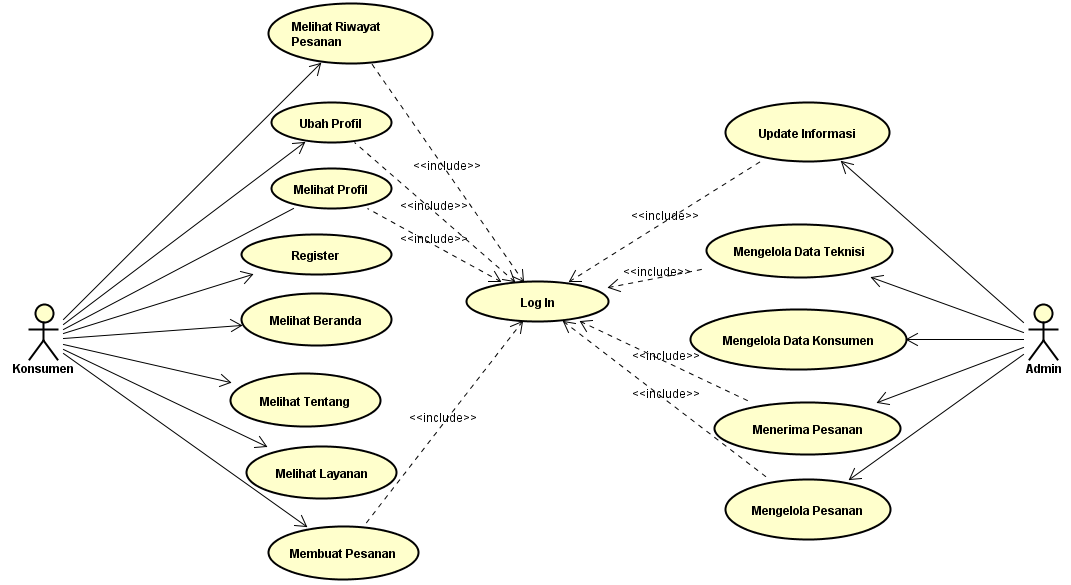 Melihat Riwayat
Pesanan
Ubah Profil
Update Informasi
<<include>>
Melihat Profil
<<include>>
<<include>>
<<include>>
Register
Mengelola Data Teknisi
<<include>>
Log In
Melihat Beranda
Mengelola Data Konsumen
<<include>>
Konsumen
Admin
<<include>>
Melihat Tentang
<<include>>
Menerima Pesanan
Melihat Layanan
Mengelola Pesanan
Membuat Pesanan